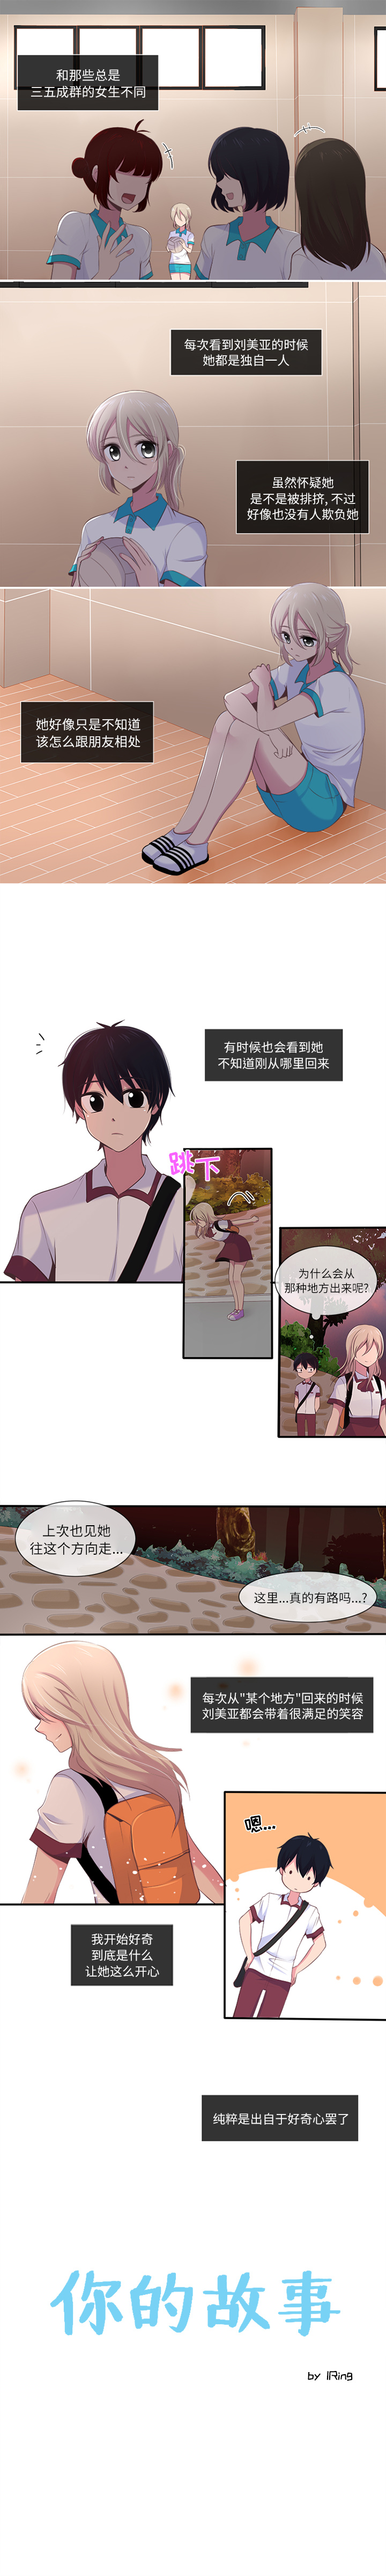 和那些总是
三五成群的女生不同
每次看到刘美亚的时候
她都是独自一人
虽然怀疑她
是不是被排挤, 不过
好像也没有人欺负她
她好像只是不知道
该怎么跟朋友相处
有时候也会看到她
不知道刚从哪里回来
跳下
为什么会从
那种地方出来呢?
上次也见她
往这个方向走...
这里...真的有路吗...?
每次从"某个地方"回来的时候
刘美亚都会带着很满足的笑容
嗯...
我开始好奇
到底是什么
让她这么开心
纯粹是出自于好奇心罢了
你的故事
by IRing